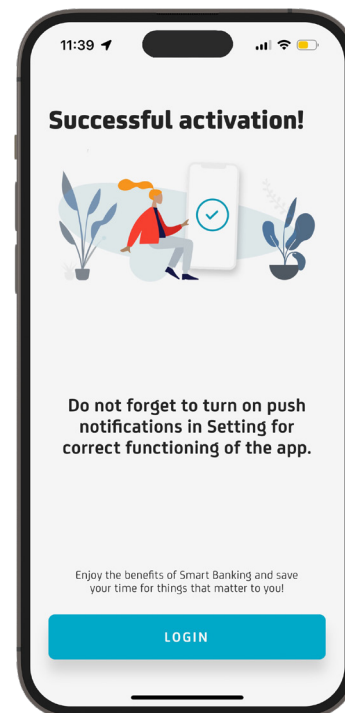 11:39
Successful activation!
Do not forget to turn on push
notifications in Setting for
correct functioning of the app.
Enjoy the benefits of Smart Banking and save
your time for things that matter to you!
LOGIN